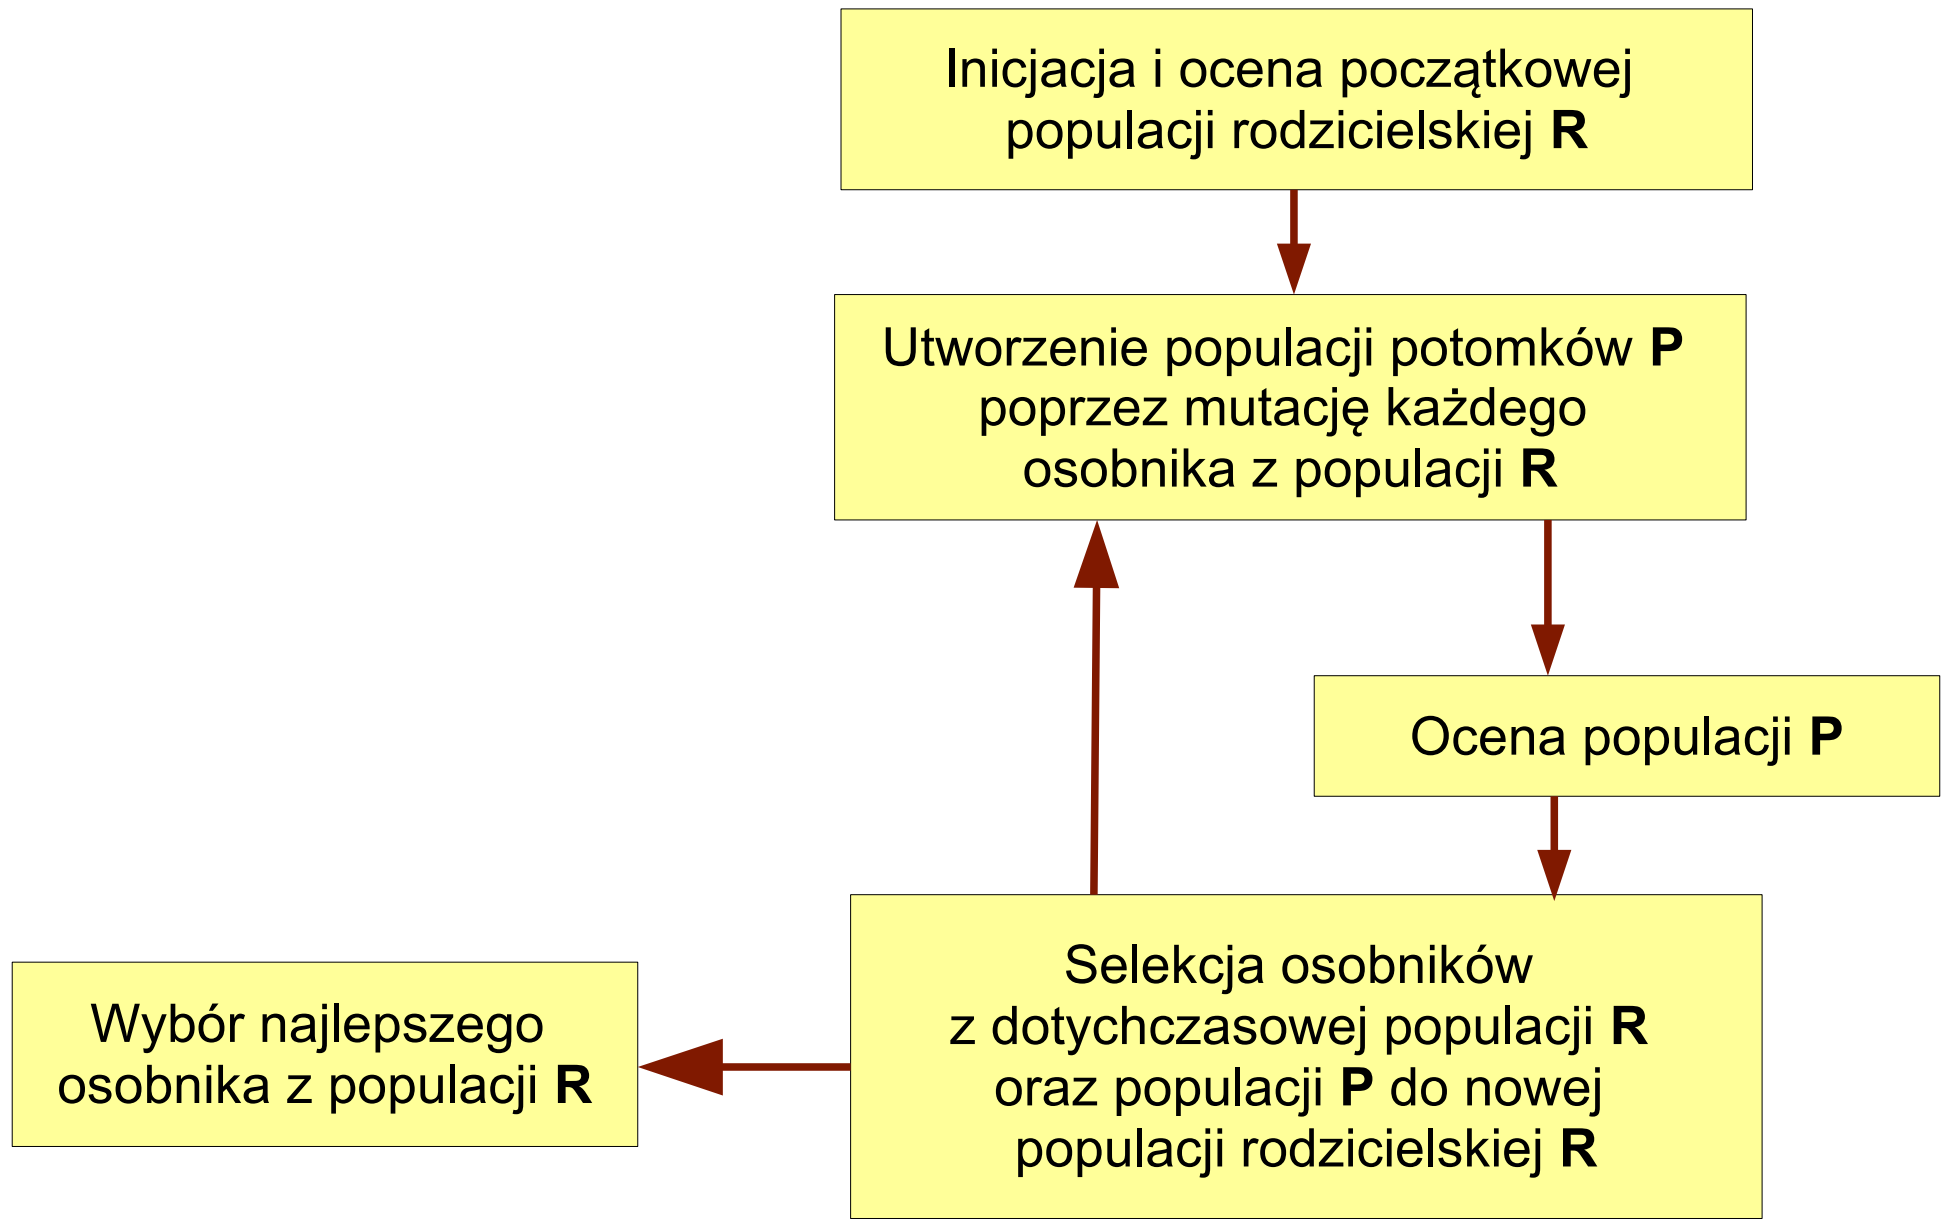 Inicjacja i ocena początkowej
populacji rodzicielskiej R
Utworzenie populacji potomków P
poprzez mutację każdego
osobnika z populacji R
Ocena populacji P
Selekcja osobników
z dotychczasowej populacji R
oraz populacji P do nowej
populacji rodzicielskiej R
Wybór najlepszego
osobnika z populacji R